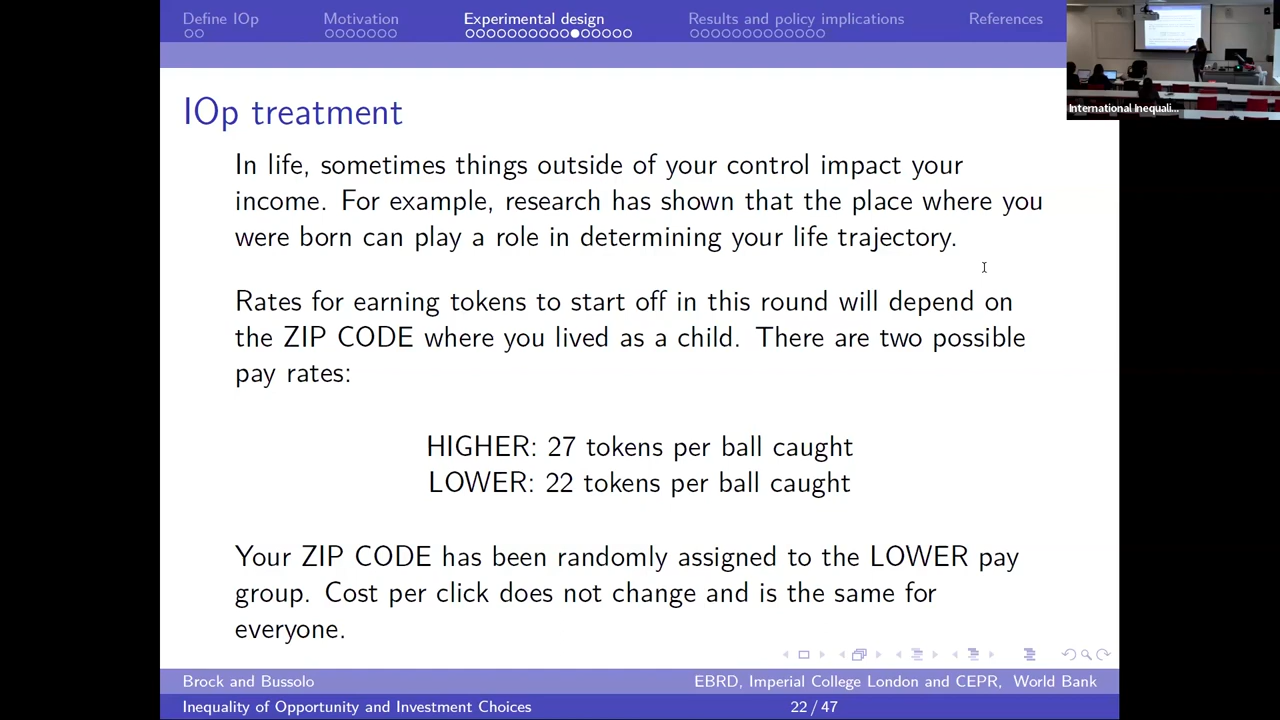 Define IOp Motivation Experimental design Results and policy implications References
International Inequali...
IOp treatment
In life, sometimes things outside of your control impact your
income. For example, research has shown that the place where you
were born can play a role in determining your life trajectory.
Rates for earning tokens to start off in this round will depend on
the ZIP CODE where you lived as a child. There are two possible
pay rates:
HIGHER: 27 tokens per ball caught
LOWER: 22 tokens per ball caught
Your ZIP CODE has been randomly assigned to the LOWER pay
group. Cost per click does not change and is the same for
everyone.
Brock and Bussolo EBRD, Imperial College London and CEPR, World Bank
Inequality of Opportunity and Investment Choices 22 / 47